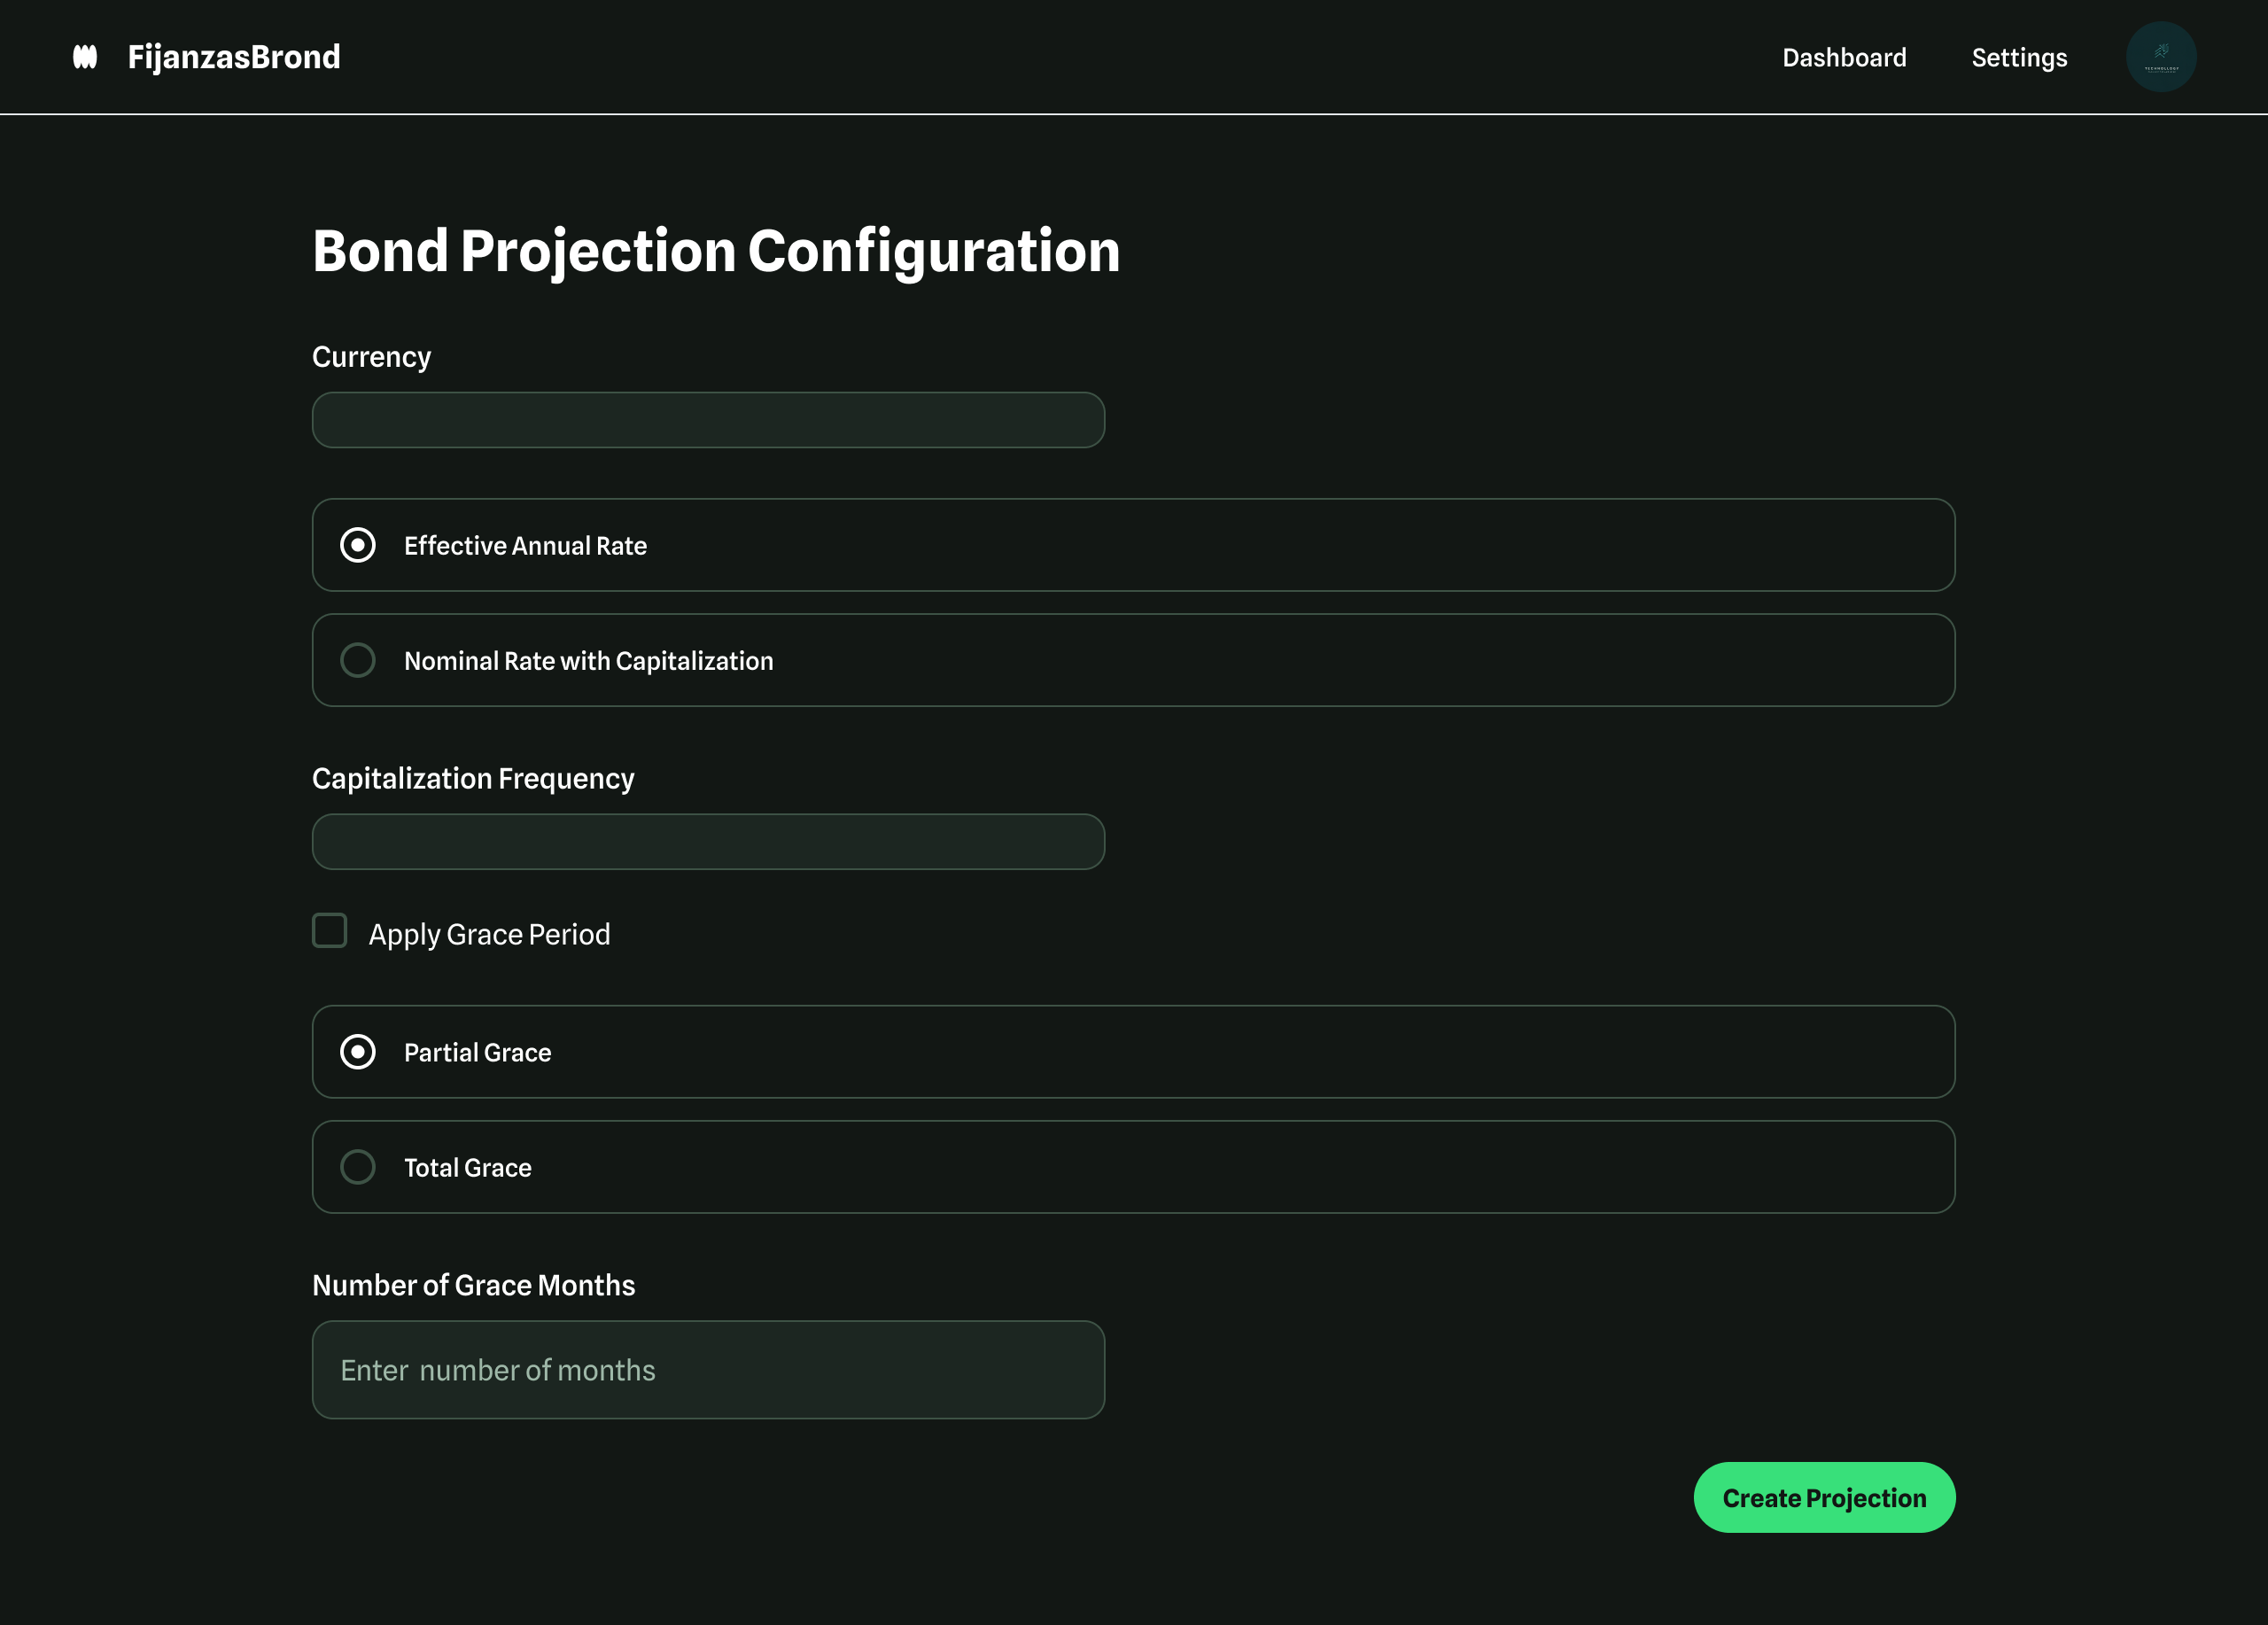 FijanzasBrond
Dashboard
Settings
TECHNOLLOGY
Bond Projection Configuration
Currency
Effective Annual Rate
Nominal Rate with Capitalization
Capitalization Frequency
Apply Grace Period
Partial Grace
Total Grace
Number of Grace Months
Enter number of months
Create Projection